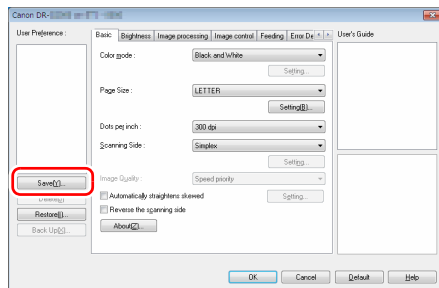 Canon DR-
User Preference :
Save(Y)...
Restore(J)...
Back Up(X)...
Basic Brightness Image processing Image control Feeding Error De
Color mode : Black and White
Setting...
Page Size : LETTER
Setting(B)...
Dots per inch : 300 dpi
Scanning Side : Simplex
Setting...
Image Quality : Speed priority
Automatically straightens skewed Setting...
Reverse the scanning side
About(Z)...
User's Guide
OK Cancel Default Help